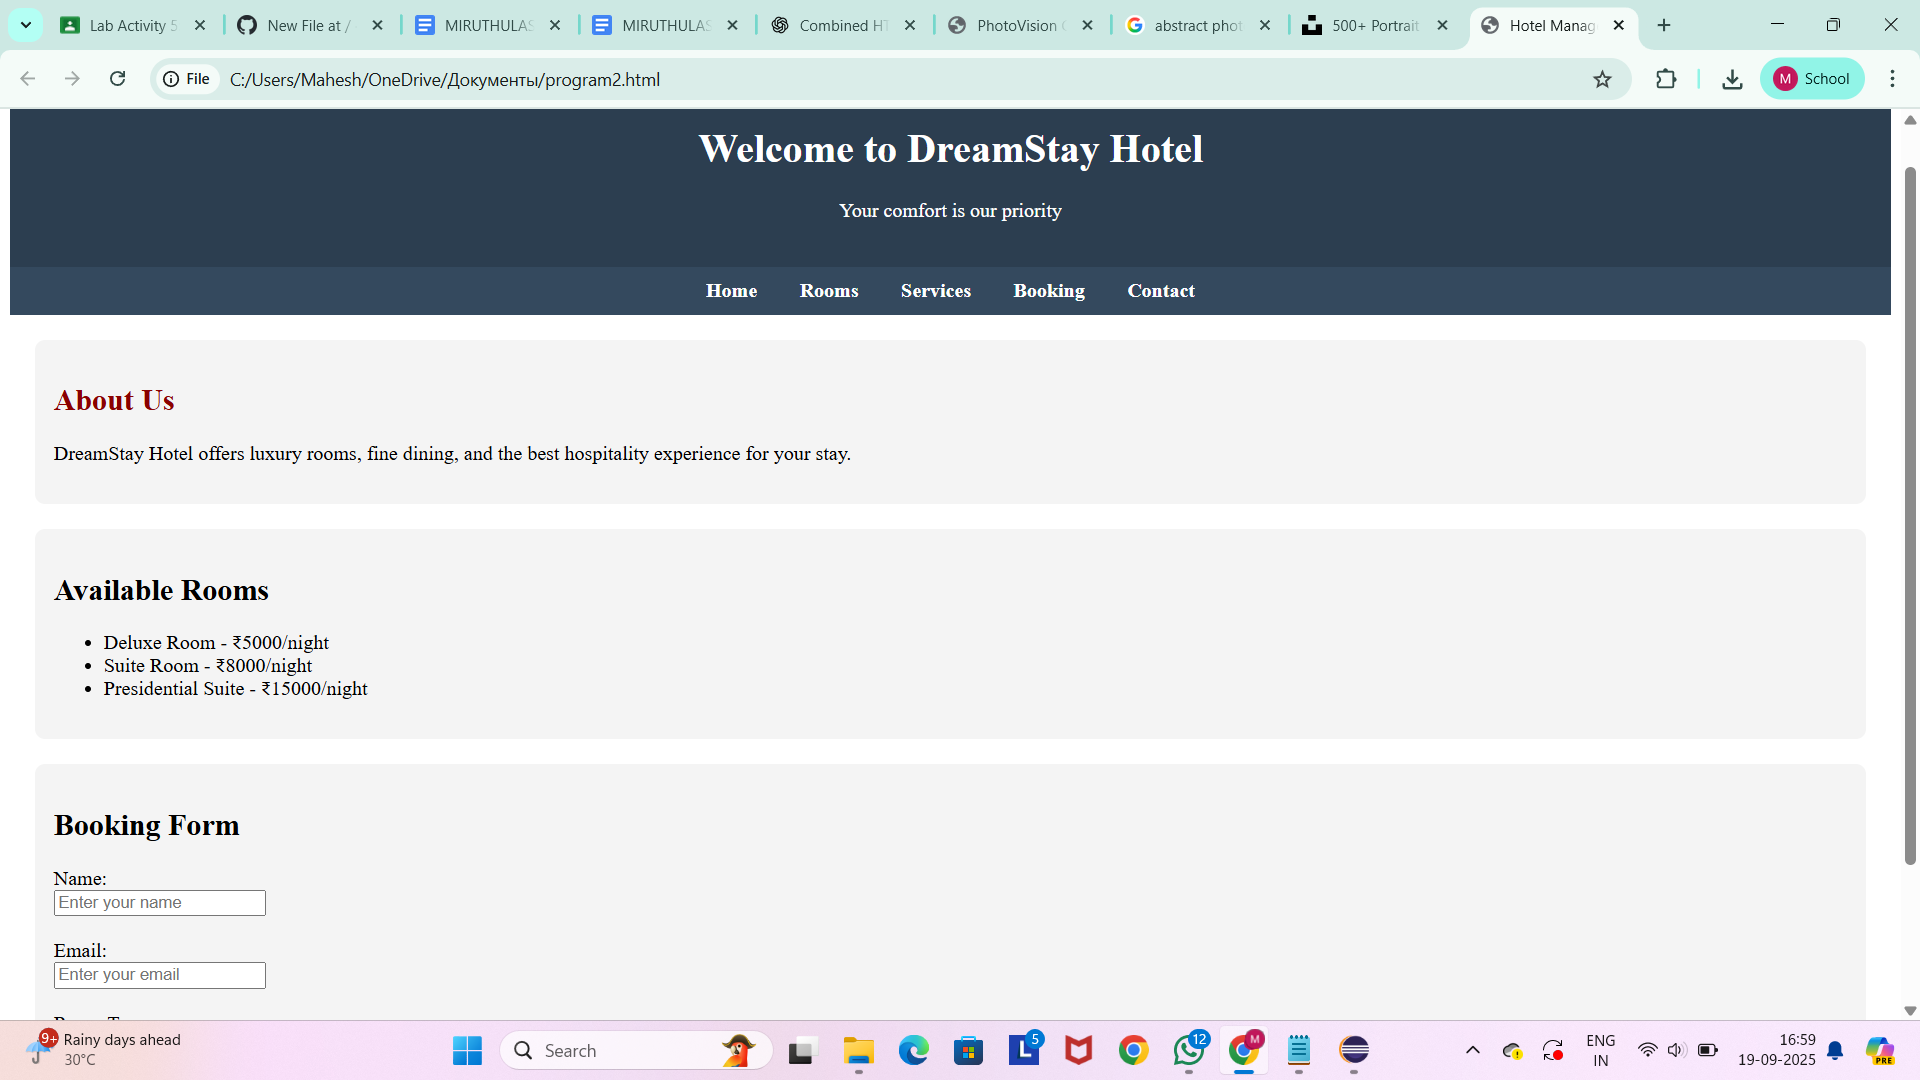 Lab Activity 5
New File at /
MIRUTHULAS
MIRUTHULAS
Combined HT
PhotoVision
abstract phot
500+ Portrait
Hotel Manag
File
C:/Users/Mahesh/OneDrive/Документы/program2.html
M
School
Welcome to DreamStay Hotel
Your comfort is our priority
Home Rooms Services Booking Contact
About Us
DreamStay Hotel offers luxury rooms, fine dining, and the best hospitality experience for your stay.
Available Rooms
• Deluxe Room - ₹5000/night
• Suite Room - ₹8000/night
• Presidential Suite - ₹15000/night
Booking Form
Name:
Enter your name
Email:
Enter your email
9+
Rainy days ahead
30°C
Search
L
5
12
M
ENG
IN
16:59
19-09-2025
PRE